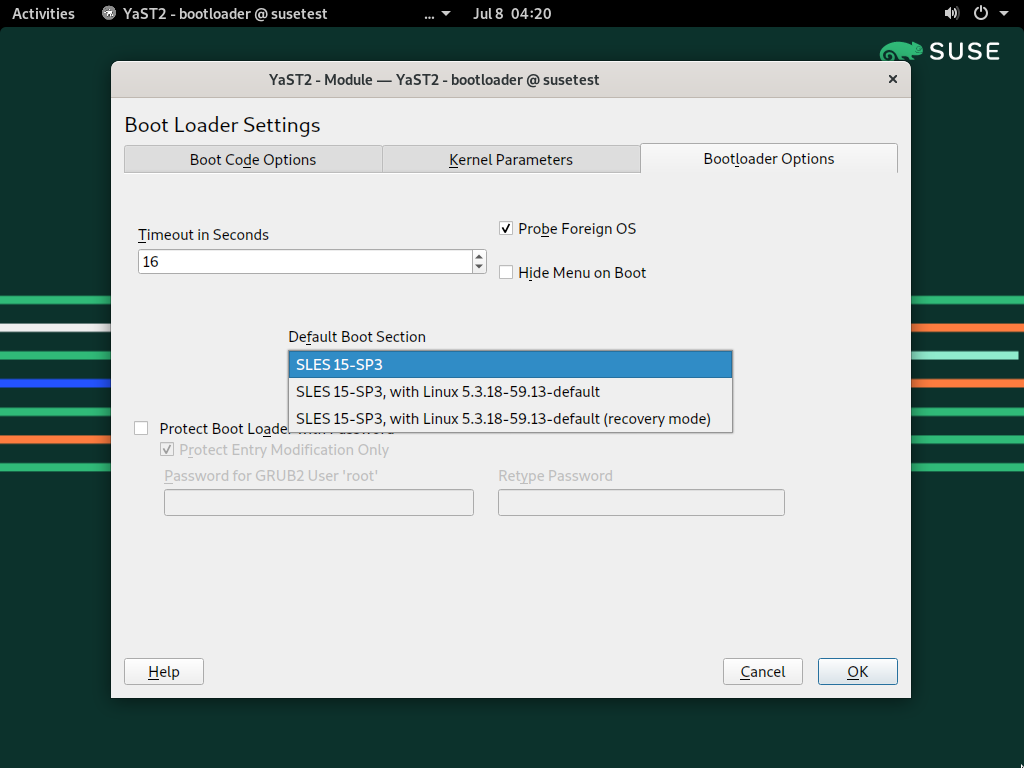 Activities
YaST2 - bootloader @ susetest
...
Jul 8 04:20
SUSE
YaST2 - Module — YaST2 - bootloader @ susetest
Boot Loader Settings
Boot Code Options
Kernel Parameters
Bootloader Options
Timeout in Seconds
16
Probe Foreign OS
Hide Menu on Boot
Default Boot Section
SLES 15-SP3
SLES 15-SP3, with Linux 5.3.18-59.13-default
SLES 15-SP3, with Linux 5.3.18-59.13-default (recovery mode)
Protect Boot Loader with Password
Protect Entry Modification Only
Password for GRUB2 User 'root'
Retype Password
Help
Cancel
OK